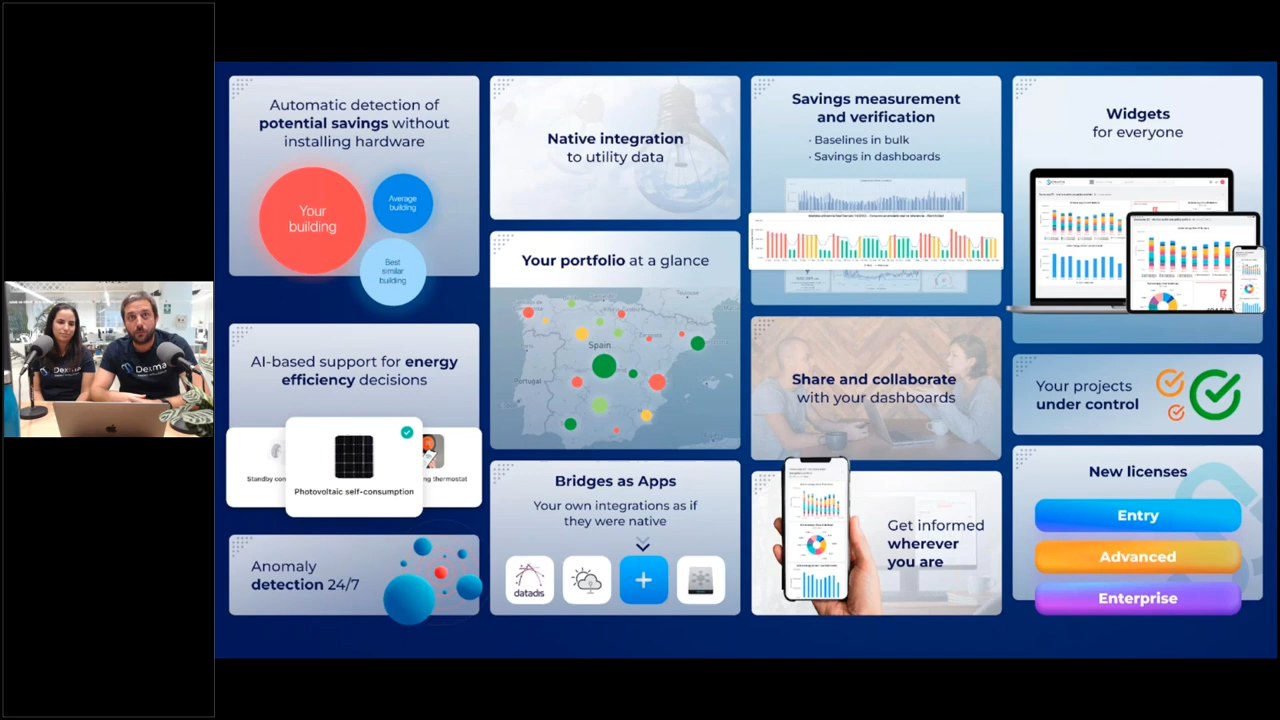 Dexma
Dexma
Automatic detection of
potential savings without
installing hardware
Your
building
Average
building
Best
similar
building
AI-based support for energy
efficiency decisions
Standby con
Photovoltaic self-consumption
ng thermostat
Anomaly
detection 24/7
Native integration
to utility data
Your portfolio at a glance
Toulouse
Spain
Portugal
Bridges as Apps
Your own integrations as if
they were native
datadis
Savings measurement
and verification
· Baselines in bulk
· Savings in dashboards
Share and collaborate
with your dashboards
Get informed
wherever
you are
Widgets
for everyone
Your projects
under control
New licenses
Entry
Advanced
Enterprise